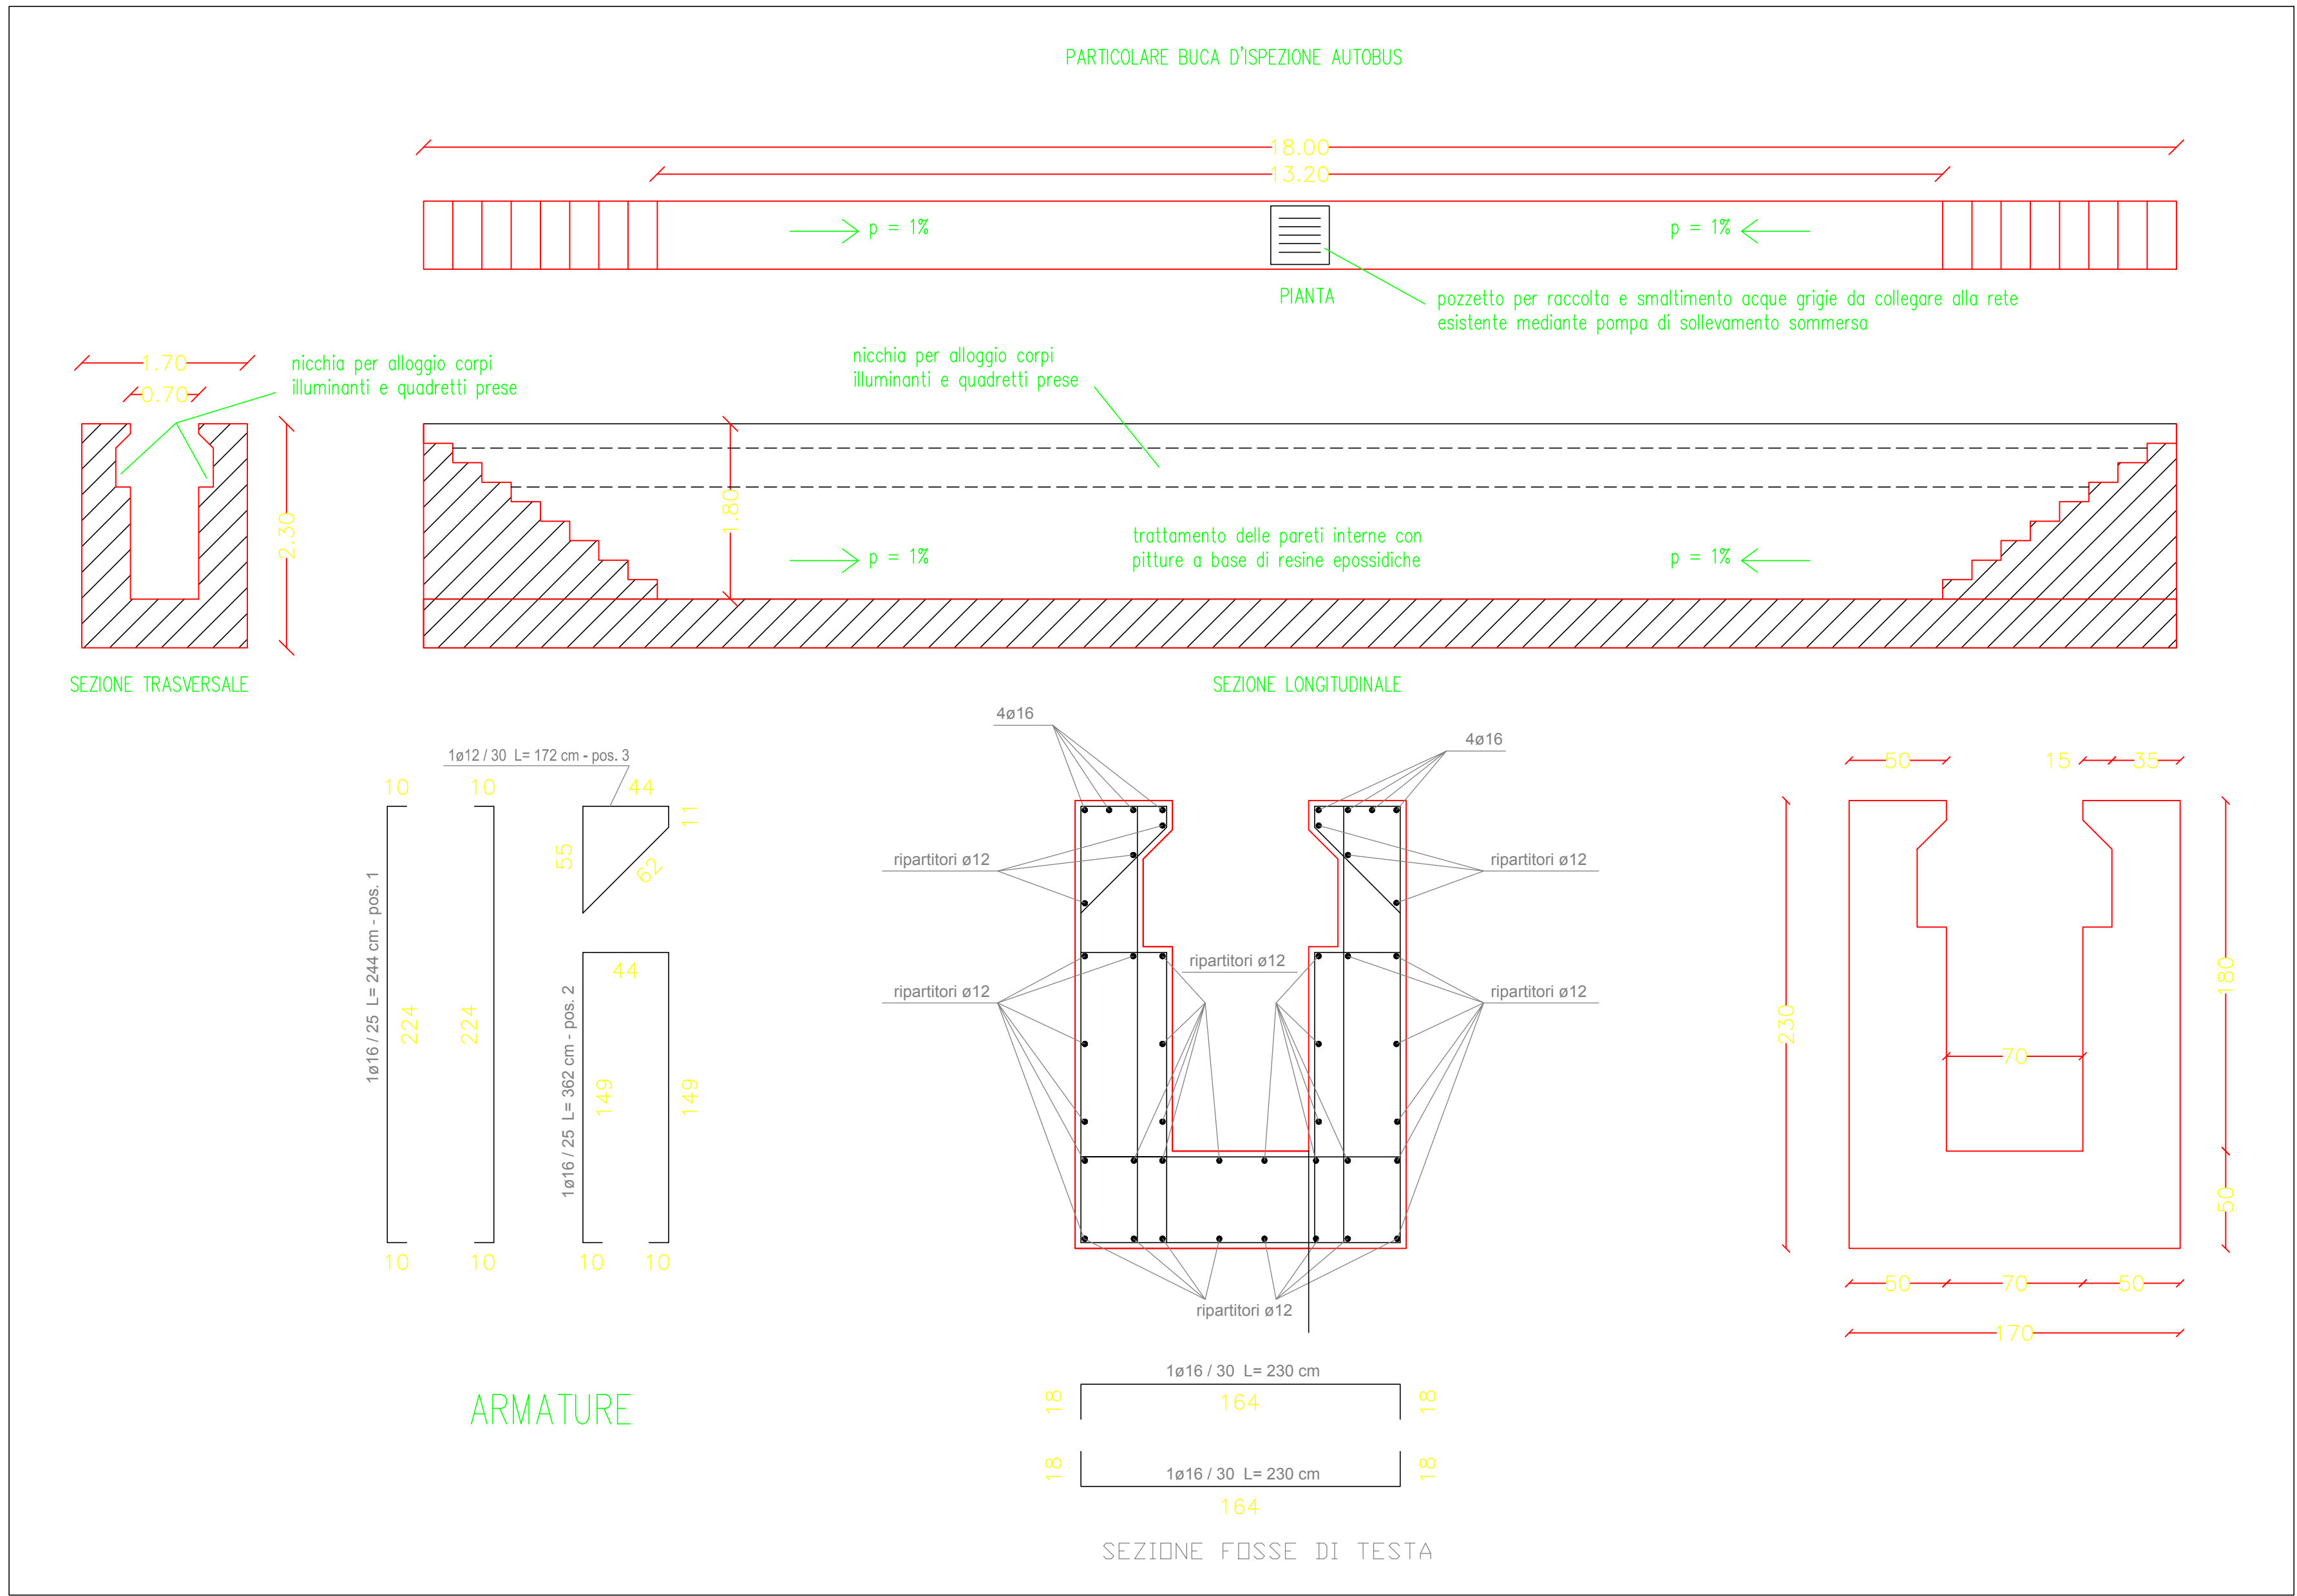 PARTICOLARE BUCA D'ISPEZIONE AUTOBUS
18.00
13.20
p = 1%
p = 1%
PIANTA
pozzetto per raccolta e smaltimento acque grigie da collegare alla rete
esistente mediante pompa di sollevamento sommersa
1.70
0.70
nicchia per alloggio corpi
illuminanti e quadretti prese
2.30
SEZIONE TRASVERSALE
nicchia per alloggio corpi
illuminanti e quadretti prese
1.80
p = 1%
trattamento delle pareti interne con
pitture a base di resine epossidiche
p = 1%
SEZIONE LONGITUDINALE
1ø12 / 30 L= 172 cm - pos. 3
10
10
44
11
55
62
1ø16 / 25 L= 244 cm - pos. 1
224
224
44
1ø16 / 25 L= 362 cm - pos. 2
149
149
10
10
10
10
ARMATURE
4ø16
4ø16
ripartitori ø12
ripartitori ø12
ripartitori ø12
ripartitori ø12
ripartitori ø12
ripartitori ø12
1ø16 / 30 L= 230 cm
18
164
18
18
1ø16 / 30 L= 230 cm
18
164
SEZIONE FOSSE DI TESTA
50
15
35
230
180
70
50
50
70
50
170